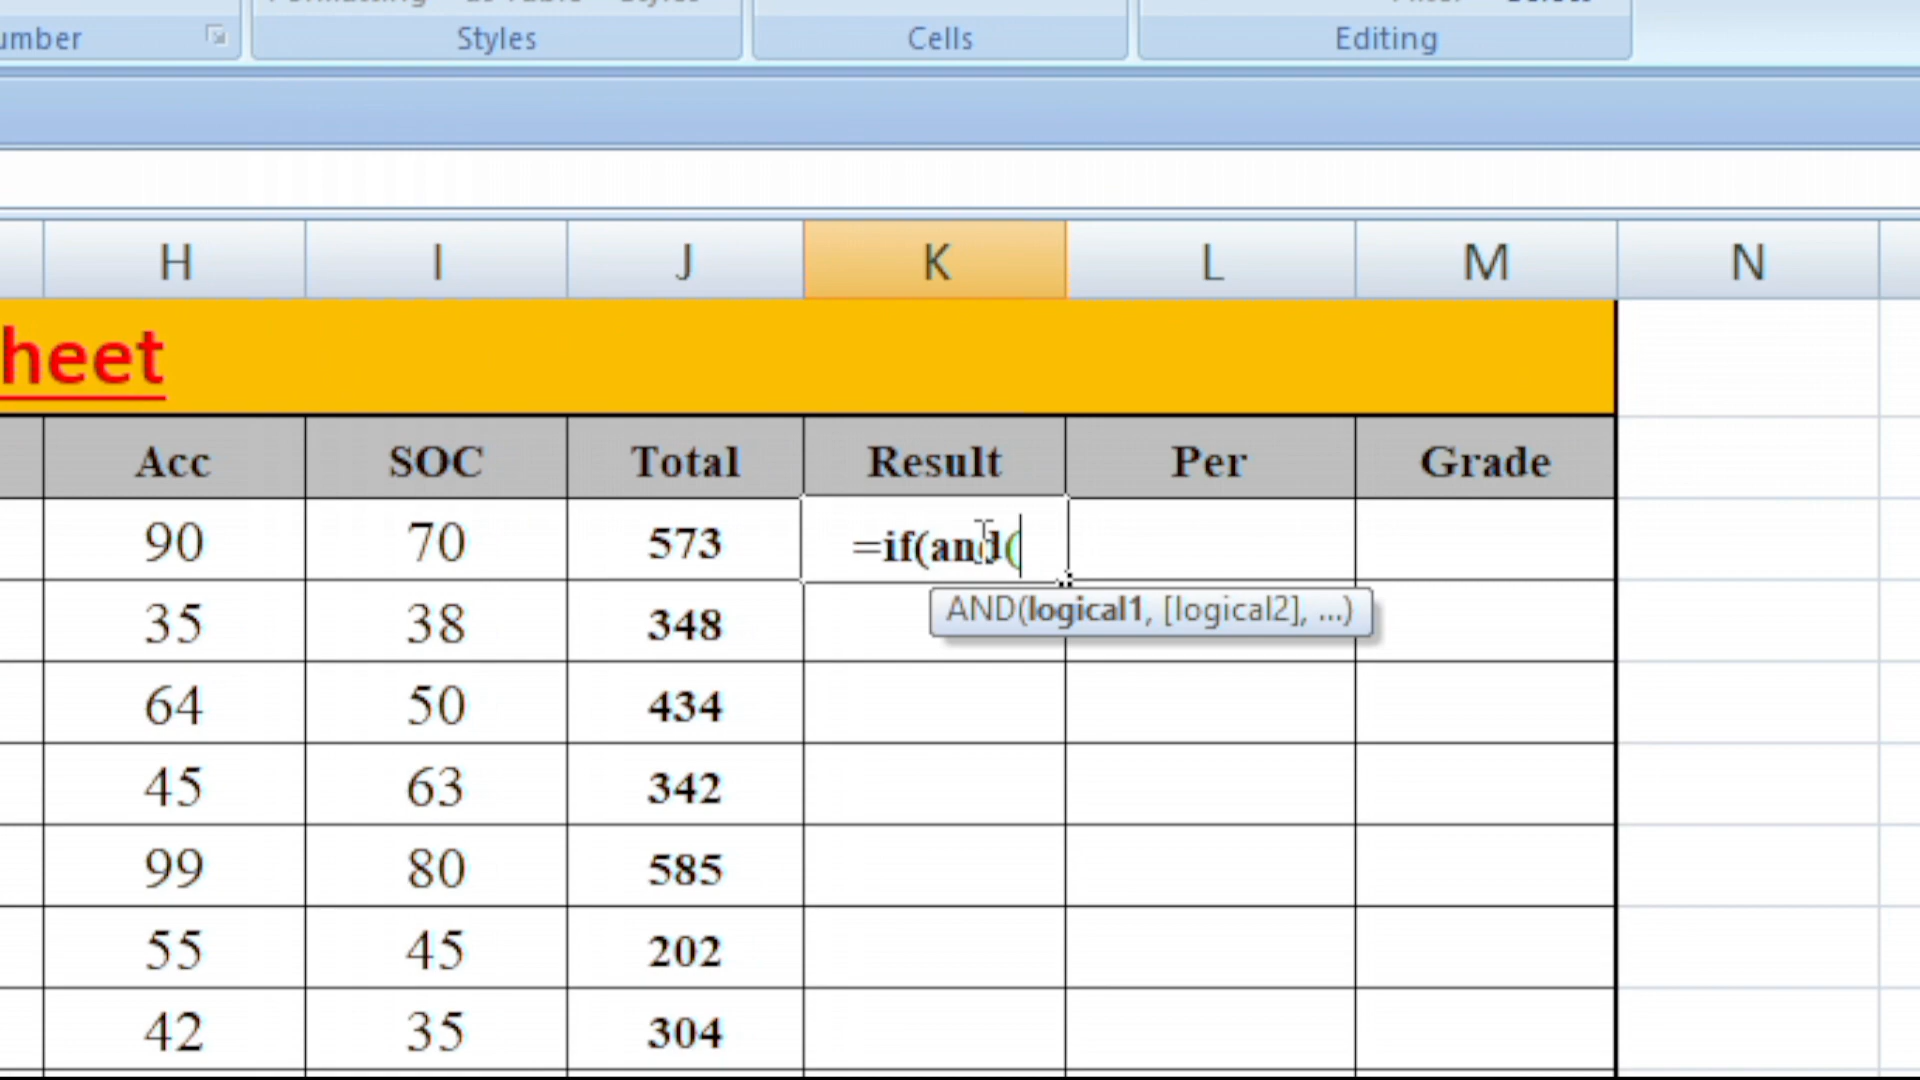 umber Styles Cells Editing
H I J K L M N
heet
Acc SOC Total Result Per Grade
90 70 573 =if(and(
35 38 348 AND(logical1, [logical2], ...)
64 50 434
45 63 342
99 80 585
55 45 202
42 35 304